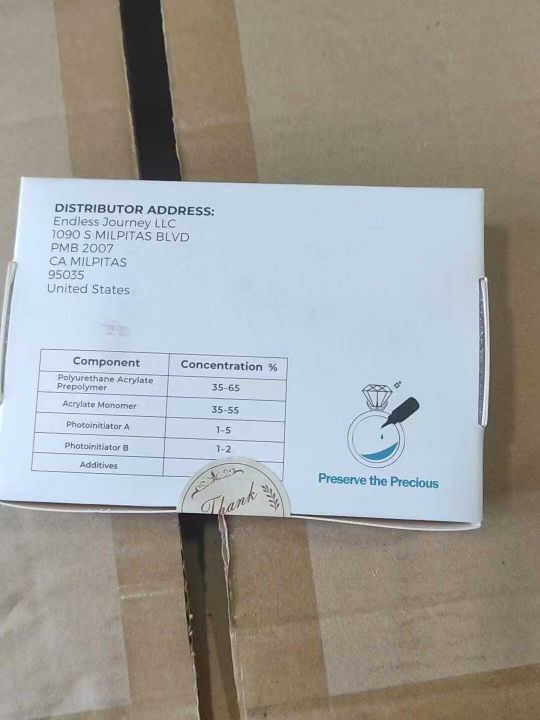 DISTRIBUTOR ADDRESS:
Endless Journey LLC
1090 S MILPITAS BLVD
PMB 2007
CA MILPITAS
95035
United States
Component Concentration %
Polyurethane Acrylate
Prepolymer 35-65
Acrylate Monomer 35-55
Photoinitiator A 1-5
Photoinitiator B 1-2
Additives
Thank
Preserve the Precious